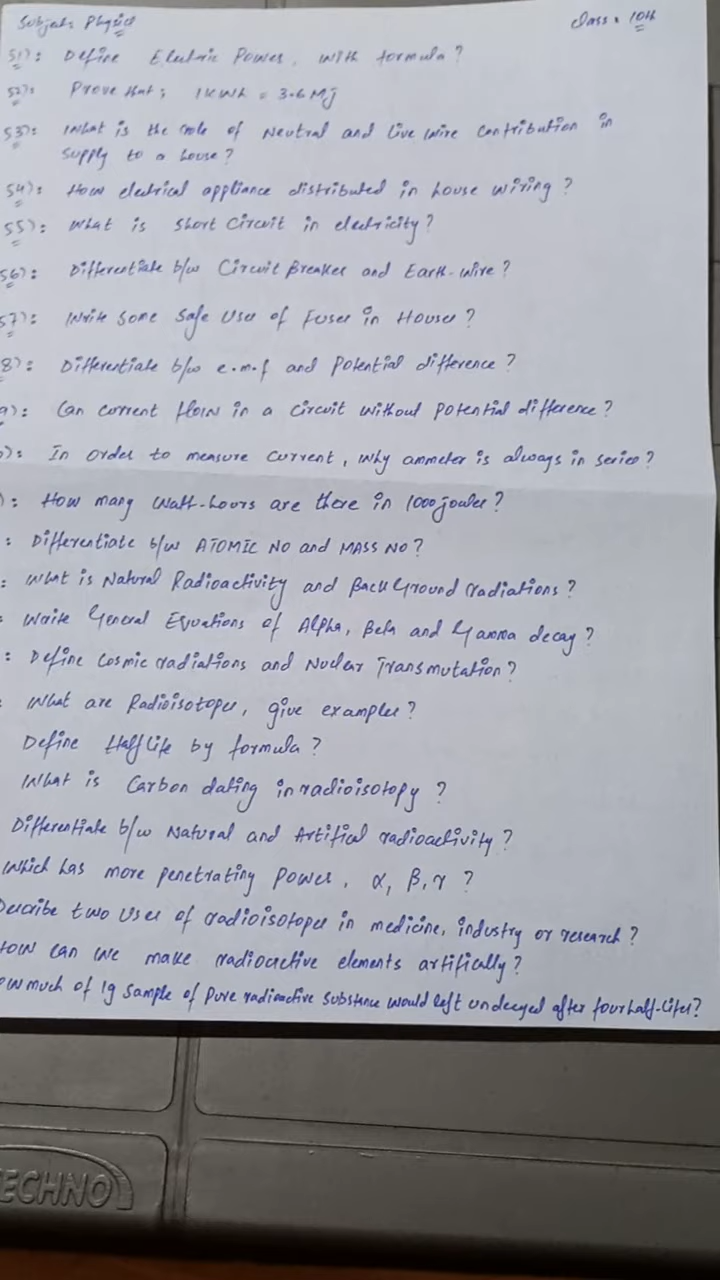 Subject: Physics
Class: 10th
51): Define Electric Power, with formula?
52): Prove that; 1KWh = 3.6 MJ
53): What is the role of Neutral and Live wire contribution in
supply to a house?
54): How electrical appliance distributed in house wiring?
55): What is short circuit in electricity?
56): Differentiate b/w Circuit Breaker and Earth-wire?
57): Write some safe Uses of Fuses in Houses?
8): Differentiate b/w e.m.f and Potential difference?
9): Can current flow in a circuit without potential difference?
): In order to measure current, why ammeter is always in series?
): How many Watt-hours are there in 1000 joules?
: Differentiate b/w ATOMIC NO and MASS NO?
: What is Natural Radioactivity and BackGround radiations?
: Write General Equations of Alpha, Beta and Gamma decay?
: Define Cosmic radiations and Nuclear Transmutation?
: What are Radioisotopes, give examples?
Define Half life by formula?
What is Carbon dating in radioisotopy?
Differentiate b/w Natural and Artifical radioactivity?
Which has more penetrating Power, α, β, γ?
Describe two uses of radioisotopes in medicine, industry or research?
How can we make radioactive elements artifically?
ow much of 1g sample of Pure radioactive substance would left undecayed after four half-lifes?
TECHNO